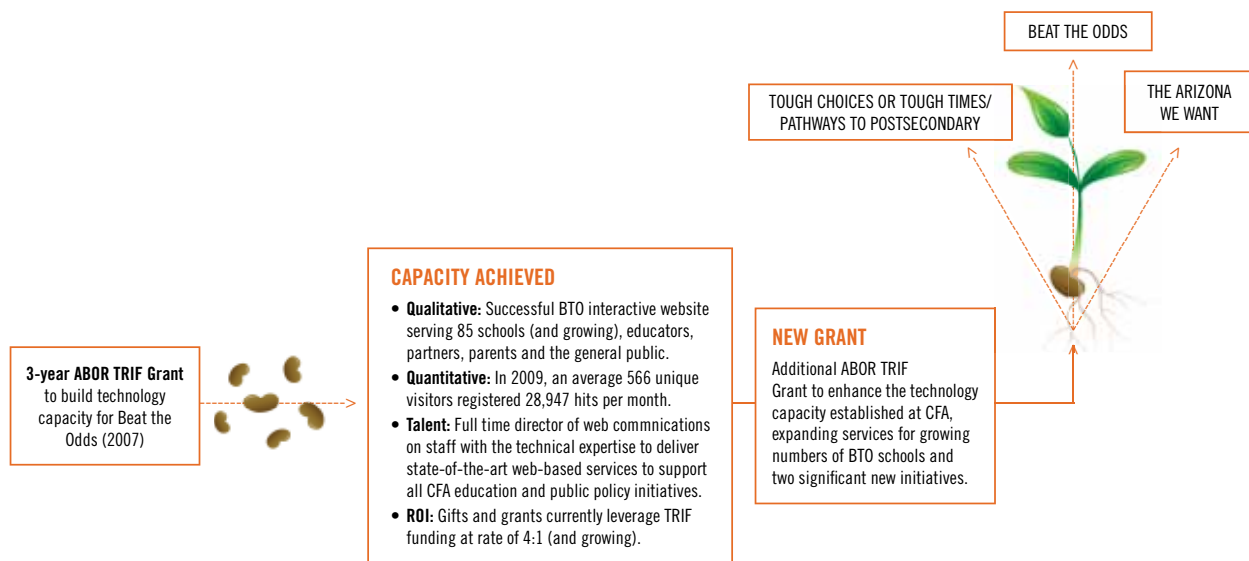 3-year ABOR TRIF Grant
to build technology
capacity for Beat the
Odds (2007)
CAPACITY ACHIEVED
• Qualitative: Successful BTO interactive website
serving 85 schools (and growing), educators,
partners, parents and the general public.
• Quantitative: In 2009, an average 566 unique
visitors registered 28,947 hits per month.
• Talent: Full time director of web commnications
on staff with the technical expertise to deliver
state-of-the-art web-based services to support
all CFA education and public policy initiatives.
• ROI: Gifts and grants currently leverage TRIF
funding at rate of 4:1 (and growing).
NEW GRANT
Additional ABOR TRIF
Grant to enhance the technology
capacity established at CFA,
expanding services for growing
numbers of BTO schools and
two significant new initiatives.
TOUGH CHOICES OR TOUGH TIMES/
PATHWAYS TO POSTSECONDARY
BEAT THE ODDS
THE ARIZONA
WE WANT